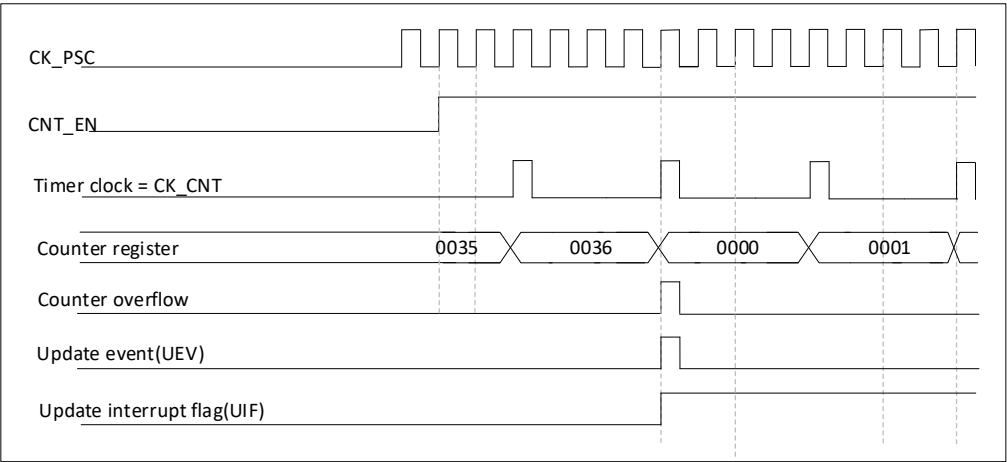 CK_PSC
CNT_EN
Timer clock = CK_CNT
Counter register 0035 0036 0000 0001
Counter overflow
Update event(UEV)
Update interrupt flag(UIF)